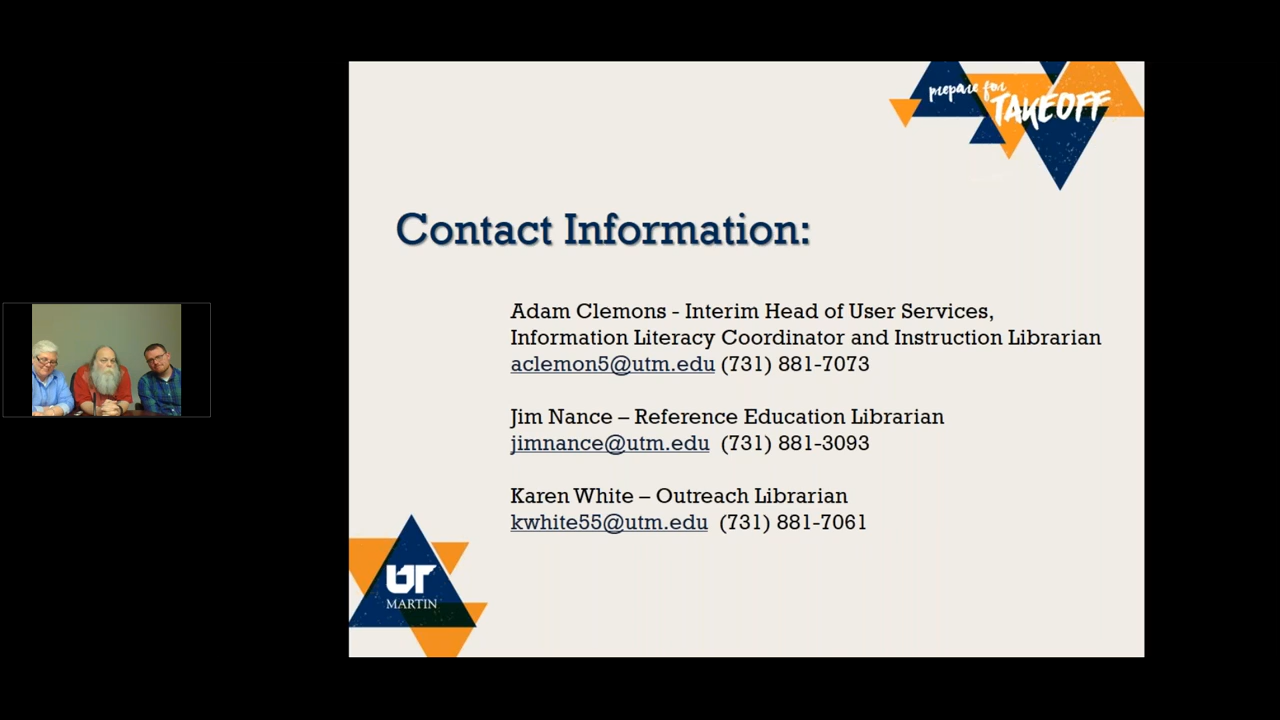 prepare for
TAKEOFF
Contact Information:
Adam Clemons - Interim Head of User Services,
Information Literacy Coordinator and Instruction Librarian
aclemon5@utm.edu (731) 881-7073
Jim Nance – Reference Education Librarian
jimnance@utm.edu (731) 881-3093
Karen White – Outreach Librarian
kwhite55@utm.edu (731) 881-7061
UT
MARTIN